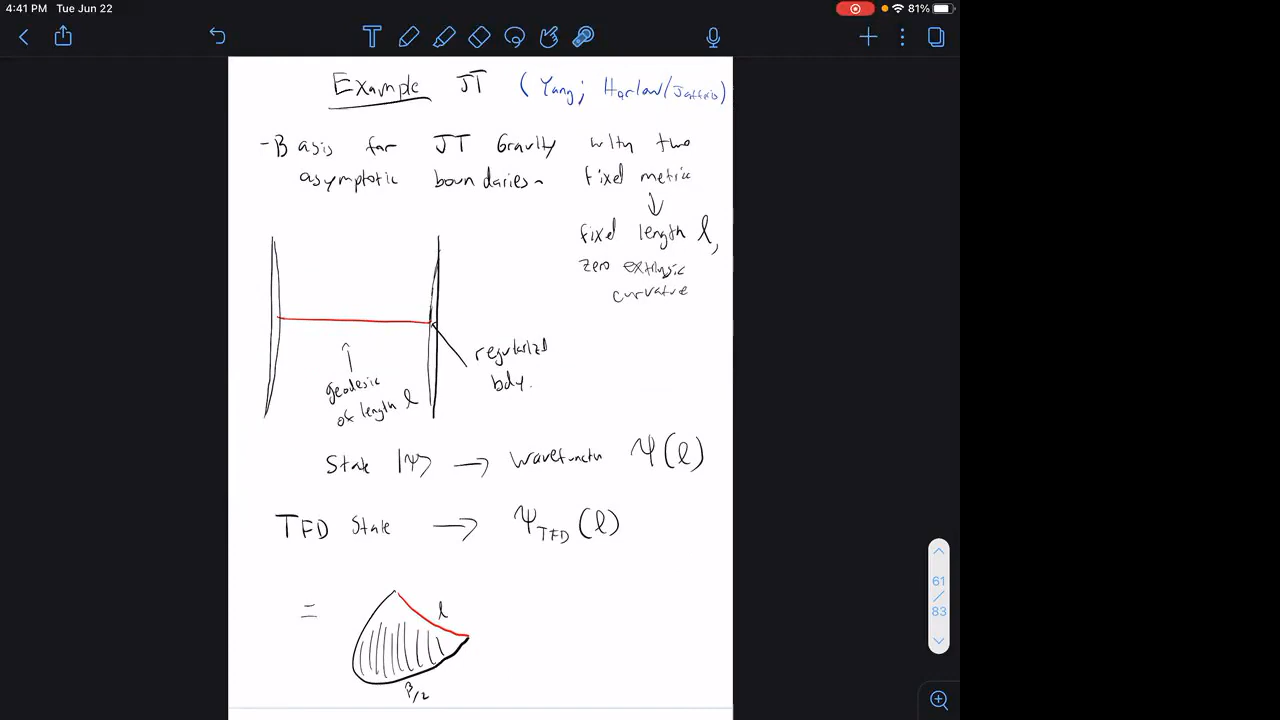 4:41 PM Tue Jun 22
81%
Example JT (Yang; Harlow/Jafferis)
- Basis for JT Gravity with two
asymptotic boundaries - fixed metric
↓
fixed length l,
zero extrinsic
curvature
regularized
bdy.
geodesic
of length l
State |Ψ⟩ → Wavefunctn Ψ(l)
TFD State → Ψ_TFD(l)
=
l
β/2
61
/
83